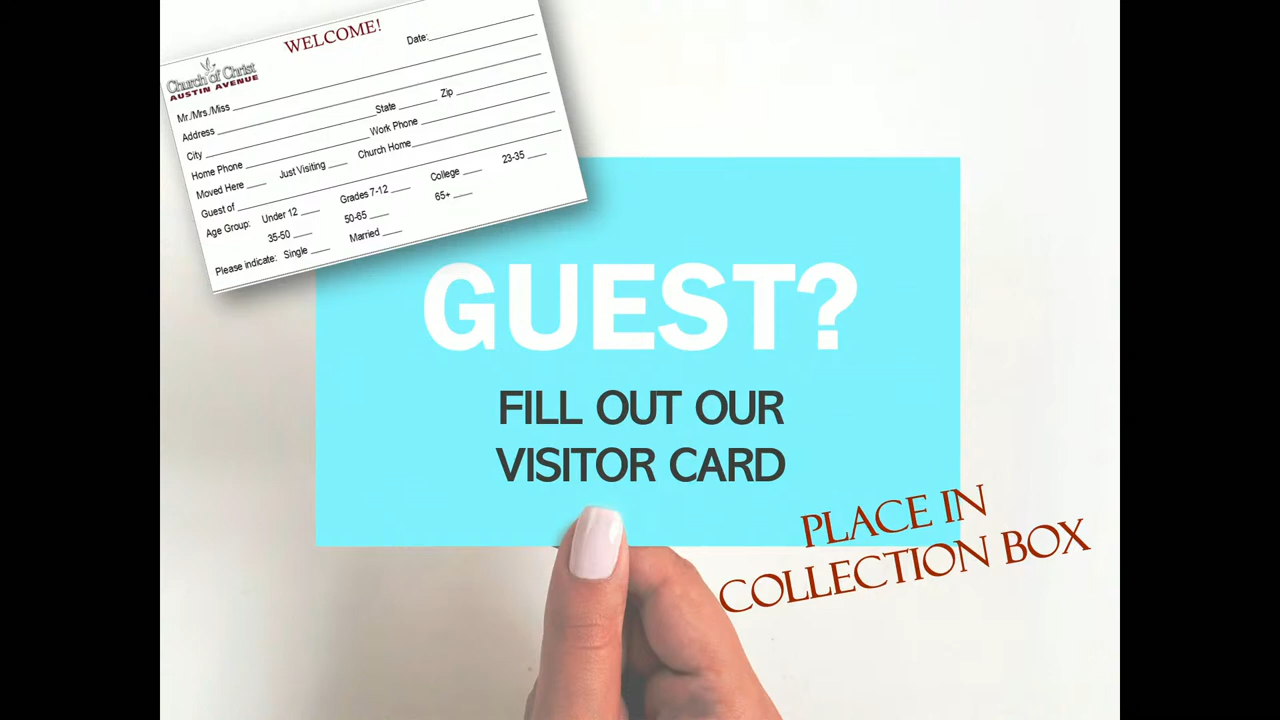 WELCOME!
Date:
Church of Christ
AUSTIN AVENUE
Mr./Mrs./Miss
Address
City State Zip
Home Phone Work Phone
Moved Here Just Visiting Church Home
Guest of
Age Group: Under 12 Grades 7-12 College 23-35
35-50 50-65 65+
Please indicate: Single Married
GUEST?
FILL OUT OUR
VISITOR CARD
PLACE IN
COLLECTION BOX